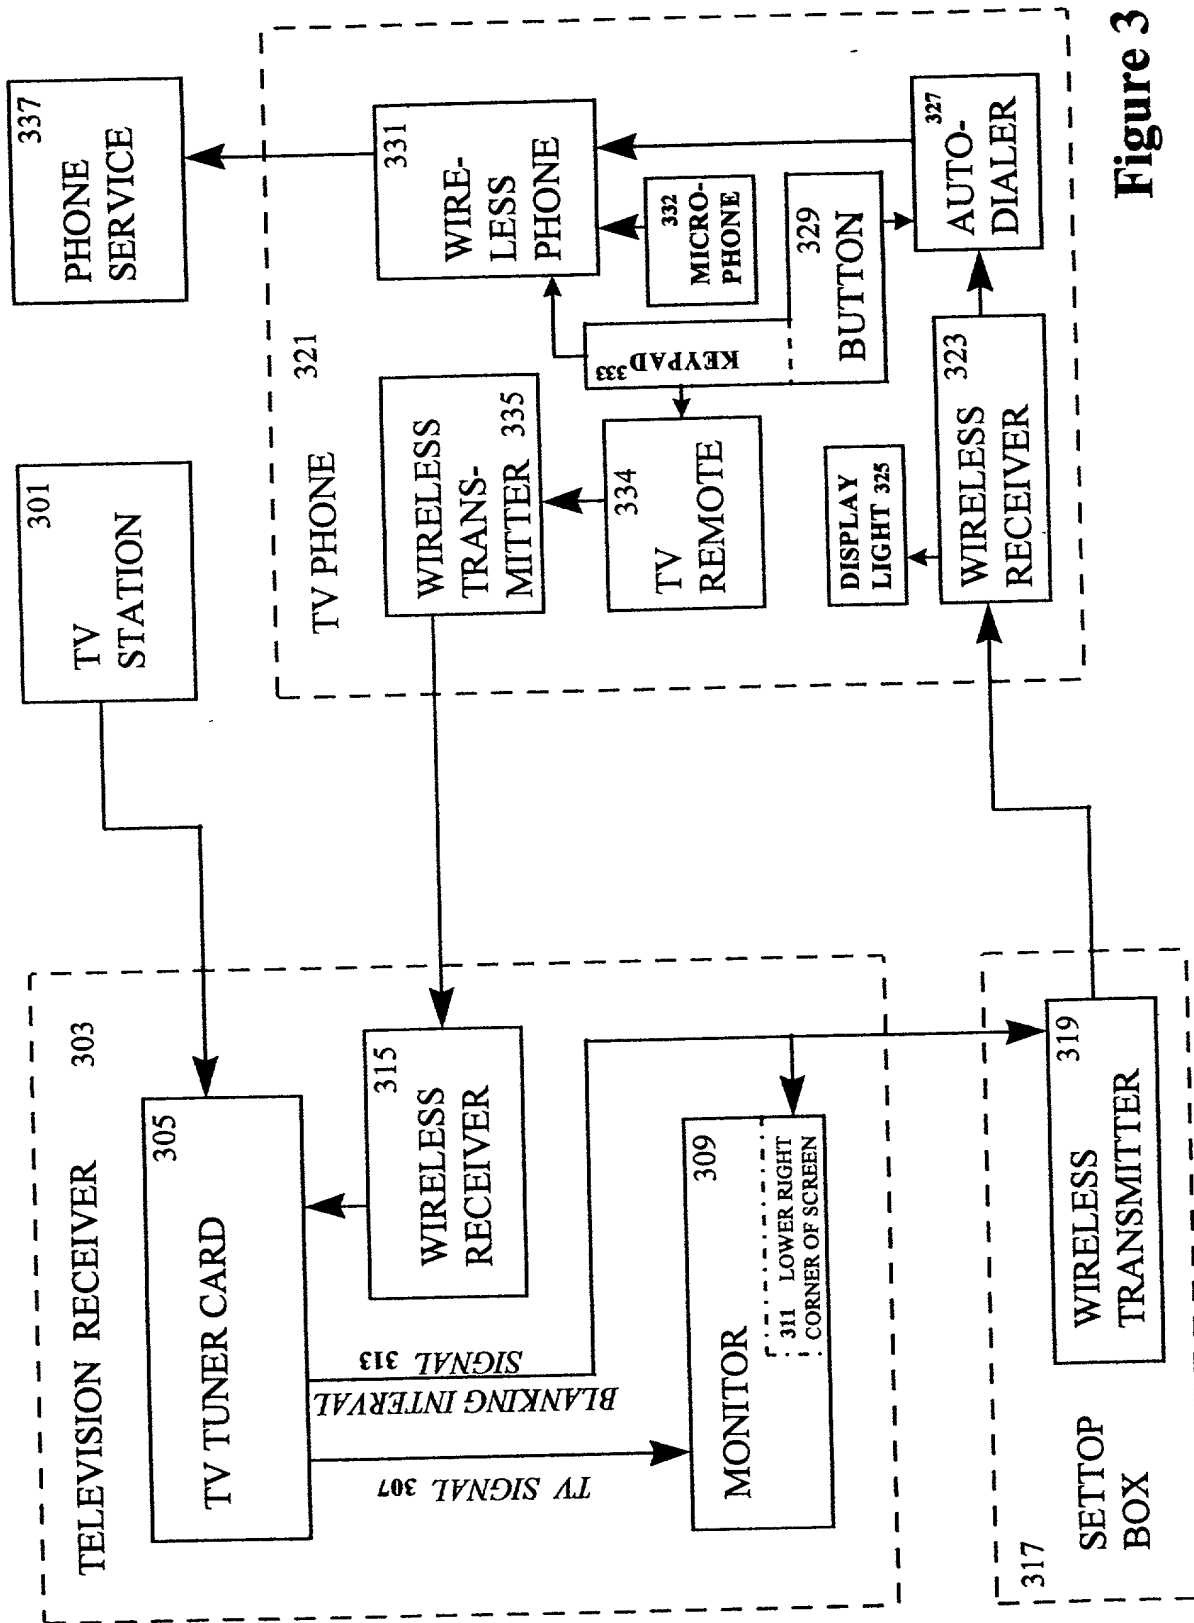 TELEVISION RECEIVER 303
305
TV TUNER CARD
315
WIRELESS
RECEIVER
TV SIGNAL 307
BLANKING INTERVAL
SIGNAL 313
309
MONITOR
311 LOWER RIGHT
CORNER OF SCREEN
317
SETTOP
BOX
319
WIRELESS
TRANSMITTER
301
TV
STATION
337
PHONE
SERVICE
TV PHONE 321
WIRELESS
TRANS-
MITTER 335
331
WIRE-
LESS
PHONE
334
TV
REMOTE
KEYPAD 333
332
MICRO-
PHONE
329
BUTTON
DISPLAY
LIGHT 325
323
WIRELESS
RECEIVER
327
AUTO-
DIALER
Figure 3